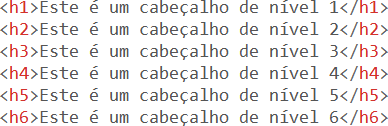 <h1>Este é um cabeçalho de nível 1</h1>
<h2>Este é um cabeçalho de nível 2</h2>
<h3>Este é um cabeçalho de nível 3</h3>
<h4>Este é um cabeçalho de nível 4</h4>
<h5>Este é um cabeçalho de nível 5</h5>
<h6>Este é um cabeçalho de nível 6</h6>